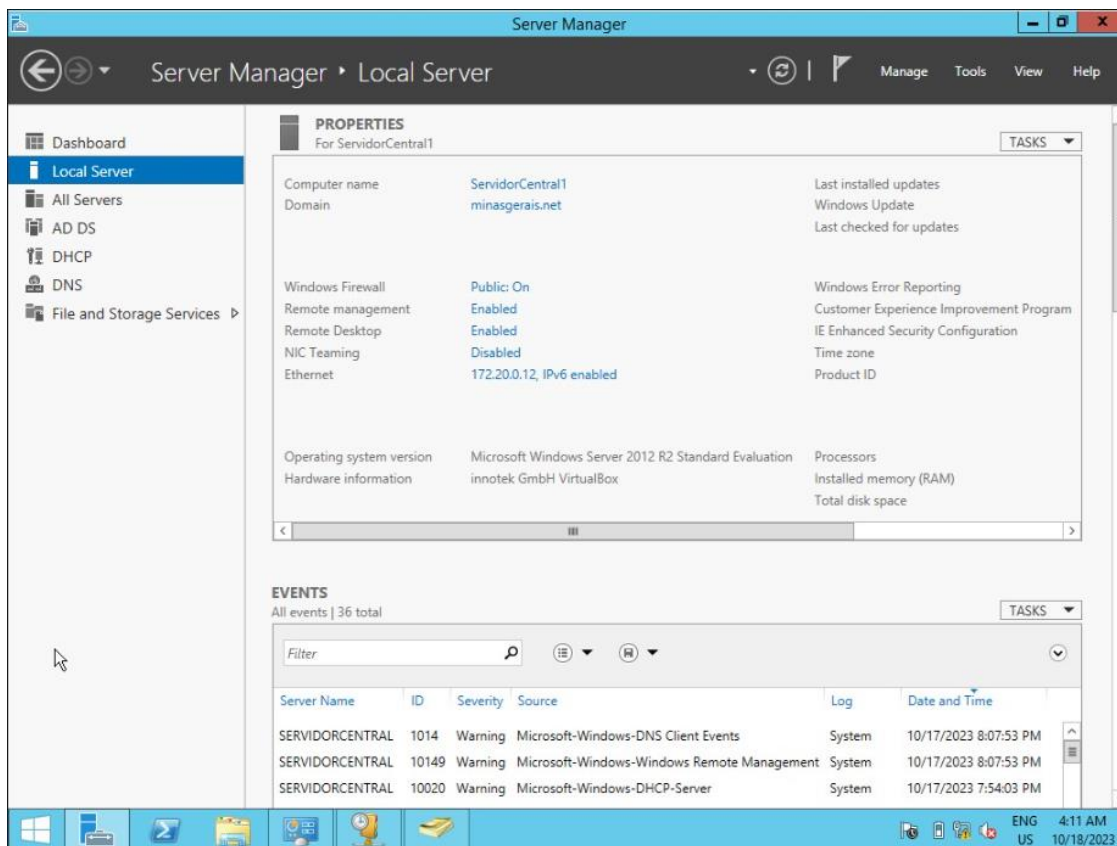 Server Manager
Server Manager • Local Server
Manage Tools View Help
Dashboard
Local Server
All Servers
AD DS
DHCP
DNS
File and Storage Services
PROPERTIES
For ServidorCentral1
TASKS
Computer name ServidorCentral1 Last installed updates
Domain minasgerais.net Windows Update
Last checked for updates
Windows Firewall Public: On Windows Error Reporting
Remote management Enabled Customer Experience Improvement Program
Remote Desktop Enabled IE Enhanced Security Configuration
NIC Teaming Disabled Time zone
Ethernet 172.20.0.12, IPv6 enabled Product ID
Operating system version Microsoft Windows Server 2012 R2 Standard Evaluation Processors
Hardware information innotek GmbH VirtualBox Installed memory (RAM)
Total disk space
EVENTS
All events | 36 total
TASKS
Filter
Server Name ID Severity Source Log Date and Time
SERVIDORCENTRAL 1014 Warning Microsoft-Windows-DNS Client Events System 10/17/2023 8:07:53 PM
SERVIDORCENTRAL 10149 Warning Microsoft-Windows-Windows Remote Management System 10/17/2023 8:07:53 PM
SERVIDORCENTRAL 10020 Warning Microsoft-Windows-DHCP-Server System 10/17/2023 7:54:03 PM
ENG 4:11 AM
US 10/18/2023